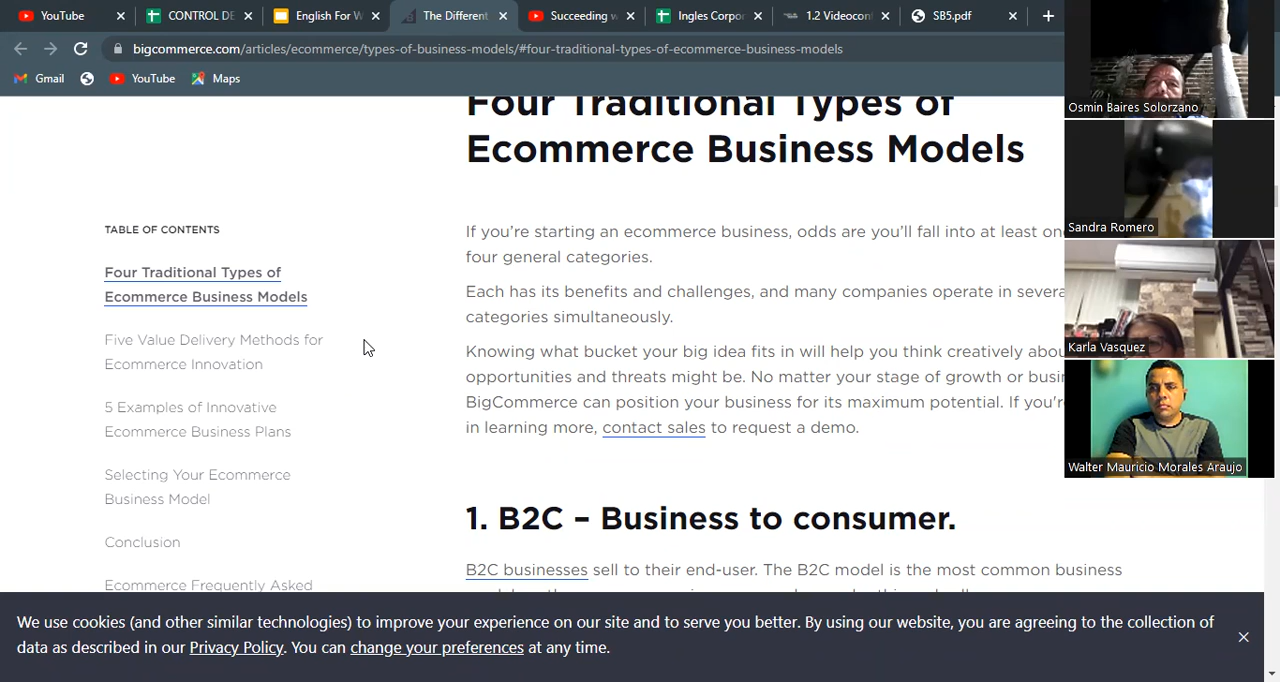 YouTube
CONTROL DE
English For W
The Different
Succeeding w
Ingles Corpo
1.2 Videocon
SB5.pdf
bigcommerce.com/articles/ecommerce/types-of-business-models/#four-traditional-types-of-ecommerce-business-models
Gmail
YouTube
Maps
Four Traditional Types of
Ecommerce Business Models
TABLE OF CONTENTS
Four Traditional Types of
Ecommerce Business Models
Five Value Delivery Methods for
Ecommerce Innovation
5 Examples of Innovative
Ecommerce Business Plans
Selecting Your Ecommerce
Business Model
Conclusion
Ecommerce Frequently Asked
If you're starting an ecommerce business, odds are you'll fall into at least
four general categories.
Each has its benefits and challenges, and many companies operate in
categories simultaneously.
Knowing what bucket your big idea fits in will help you think creatively
opportunities and threats might be. No matter your stage of growth or
BigCommerce can position your business for its maximum potential. If
in learning more, contact sales to request a demo.
1. B2C – Business to consumer.
B2C businesses sell to their end-user. The B2C model is the most common business
We use cookies (and other similar technologies) to improve your experience on our site and to serve you better. By using our website, you are agreeing to the collection of
data as described in our Privacy Policy. You can change your preferences at any time.
Osmin Baires Solorzano
Sandra Romero
Karla Vasquez
Walter Mauricio Morales Araujo